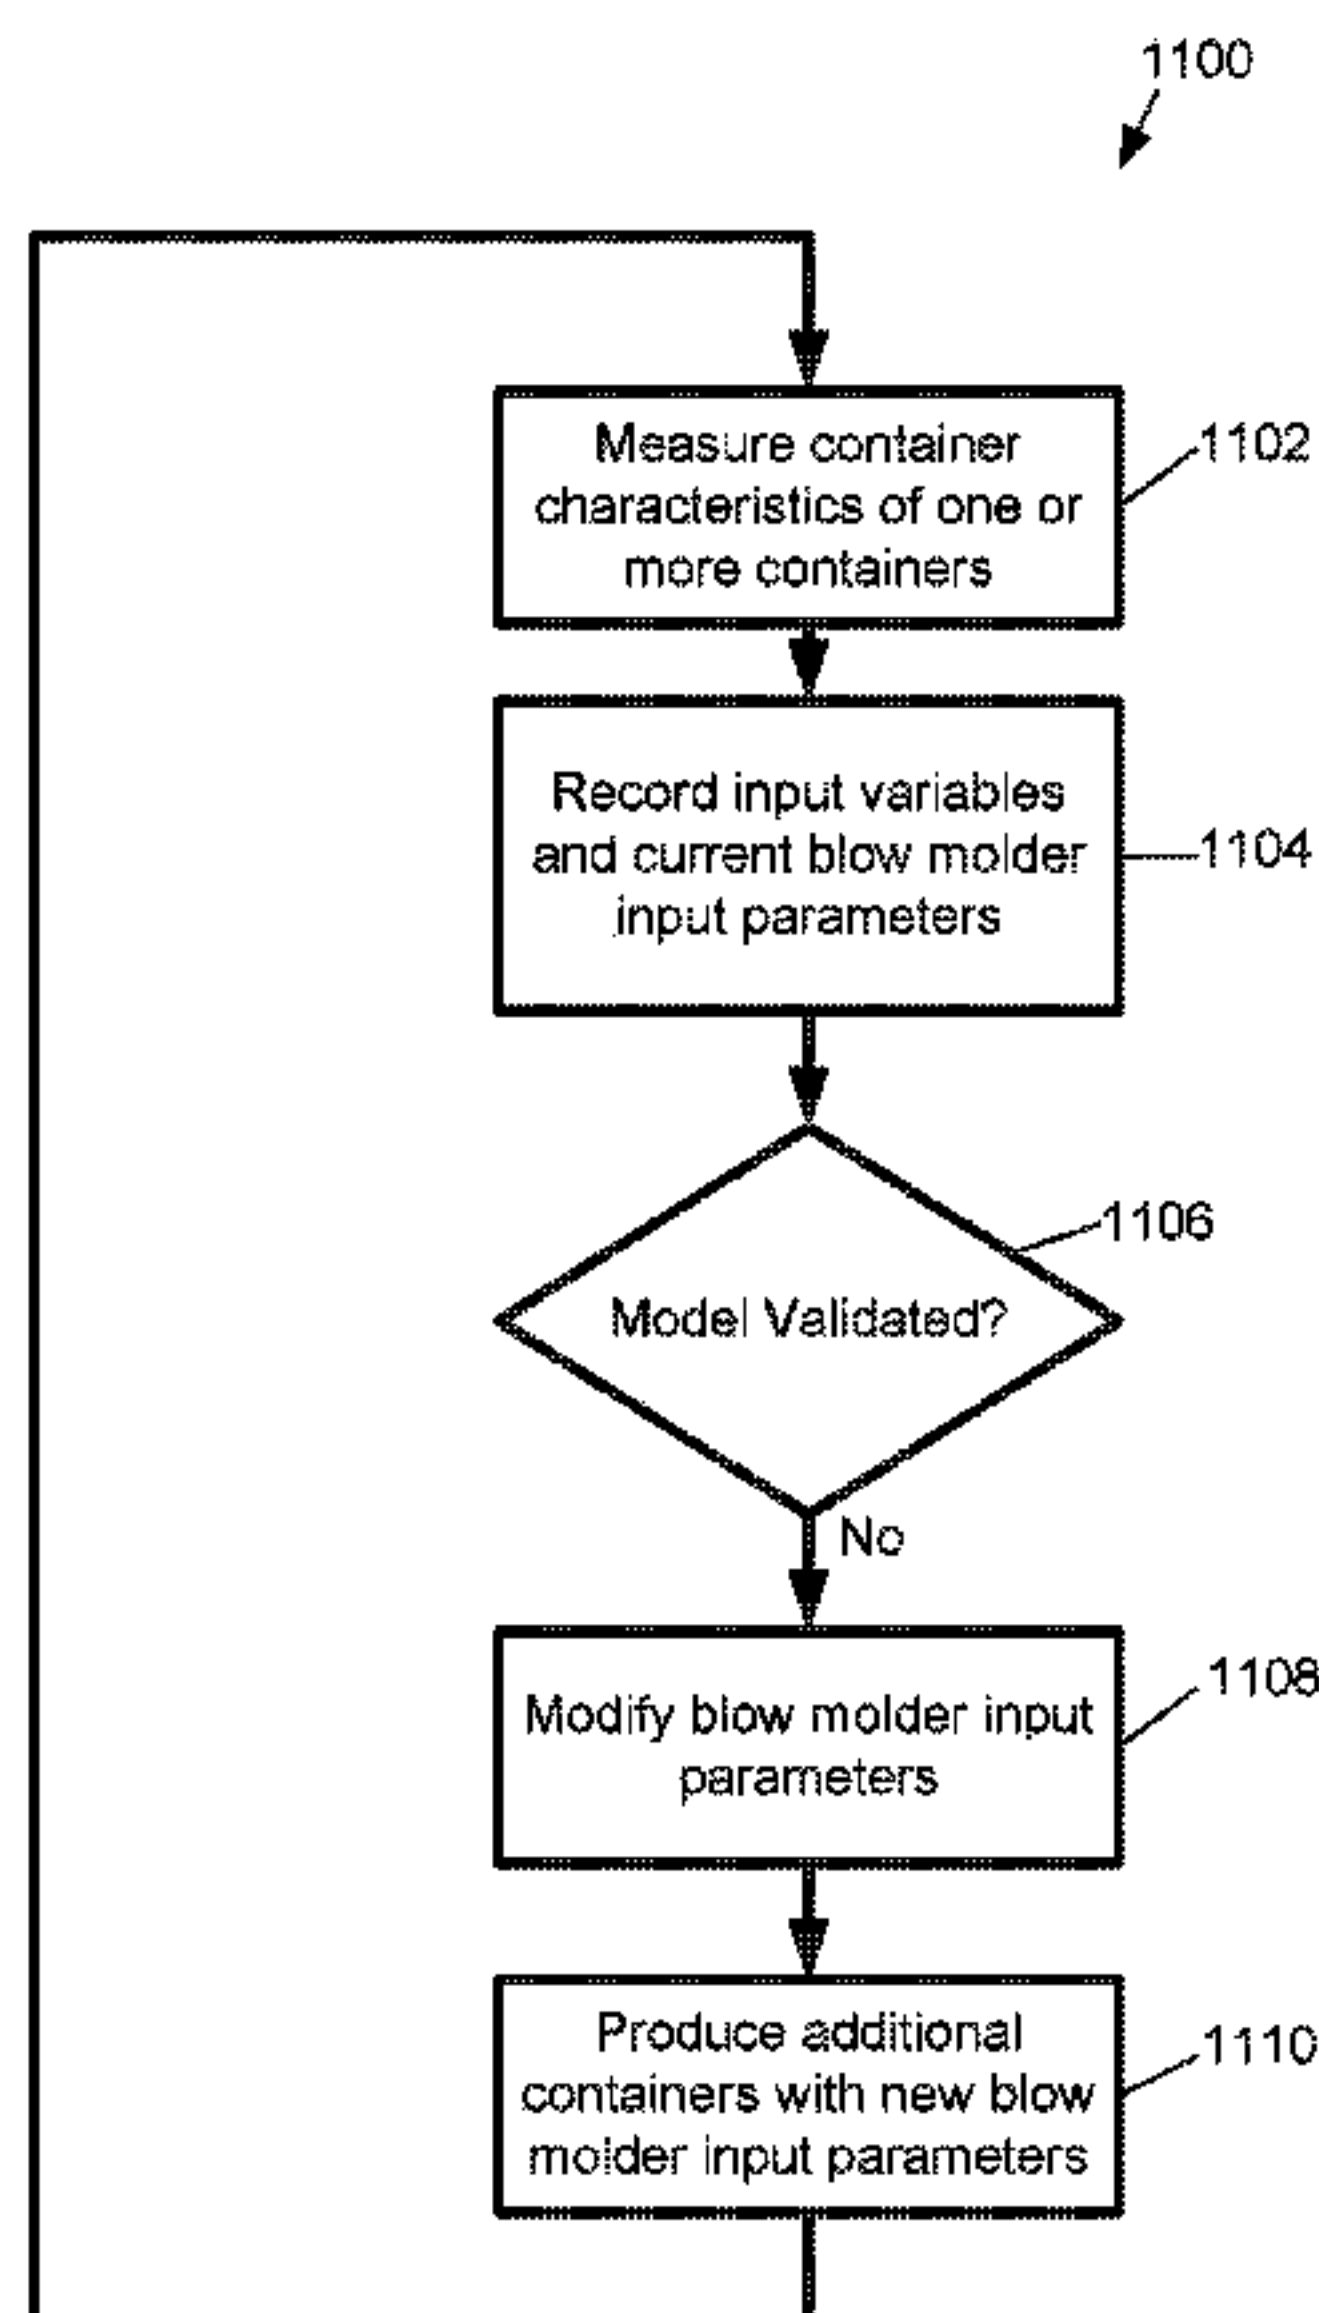 1100
Measure container
characteristics of one or
more containers
1102
Record input variables
and current blow molder
input parameters
1104
1106
Model Validated?
No
Modify blow molder input
parameters
1108
Produce additional
containers with new blow
molder input parameters
1110